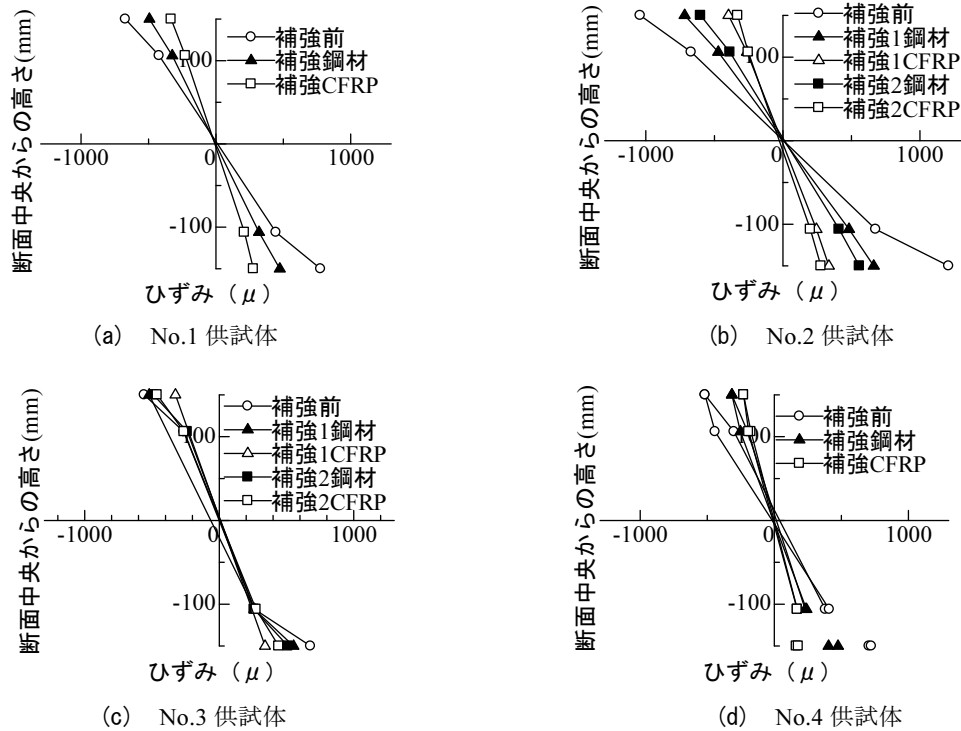 断面中央からの高さ(mm)
100
-1000
0
1000
-100
補強前
補強鋼材
補強CFRP
ひずみ(μ)
(a) No.1 供試体
断面中央からの高さ(mm)
100
-1000
0
1000
-100
補強前
補強1鋼材
補強1CFRP
補強2鋼材
補強2CFRP
ひずみ(μ)
(b) No.2 供試体
断面中央からの高さ(mm)
00
-1000
0
1000
-100
補強前
補強1鋼材
補強1CFRP
補強2鋼材
補強2CFRP
ひずみ(μ)
(c) No.3 供試体
断面中央からの高さ(mm)
100
-1000
0
1000
-100
補強前
補強鋼材
補強CFRP
ひずみ(μ)
(d) No.4 供試体